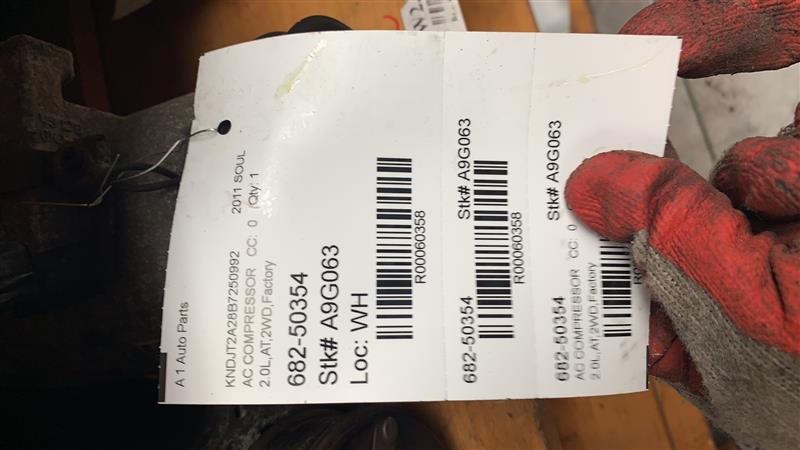 A 1 Auto Parts
KNDJT2A28B7250992 2011 SOUL
AC COMPRESSOR CC: 0 /Qty: 1
2.0L,AT,2WD,Factory
682-50354
Stk# A9G063
Loc: WH
R00060358
682-50354 Stk# A9G063
R00060358
682-50354 Stk# A9G063
AC COMPRESSOR CC: 0
2.0L,AT,2WD,Factory